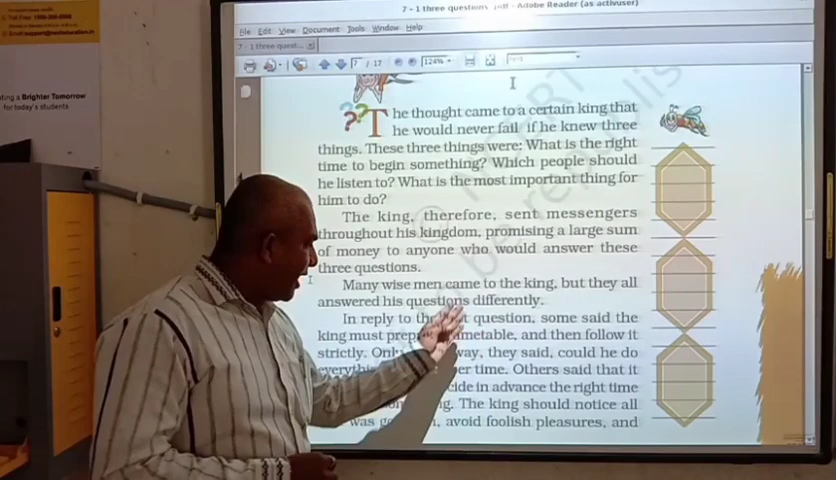 7 - 1 three questions .pdf - Adobe Reader (as activuser)
File Edit View Document Tools Window Help
7 - 1 three quest...
7 / 17 124%
ting a Brighter Tomorrow
for today's students
The thought came to a certain king that
he would never fail if he knew three
things. These three things were: What is the right
time to begin something? Which people should
he listen to? What is the most important thing for
him to do?
The king, therefore, sent messengers
throughout his kingdom, promising a large sum
of money to anyone who would answer these
three questions.
Many wise men came to the king, but they all
answered his questions differently.
In reply to question, some said the
king must timetable, and then follow it
strictly. way, they said, could he do
time. Others said that it
in advance the right time
The king should notice all
was avoid foolish pleasures, and